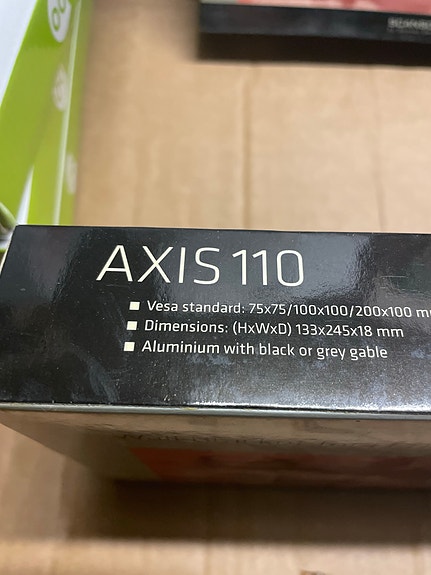 AXIS 110
■ Vesa standard: 75x75/100x100/200x100 m
■ Dimensions: (HxWxD) 133x245x18 mm
■ Aluminium with black or grey gable